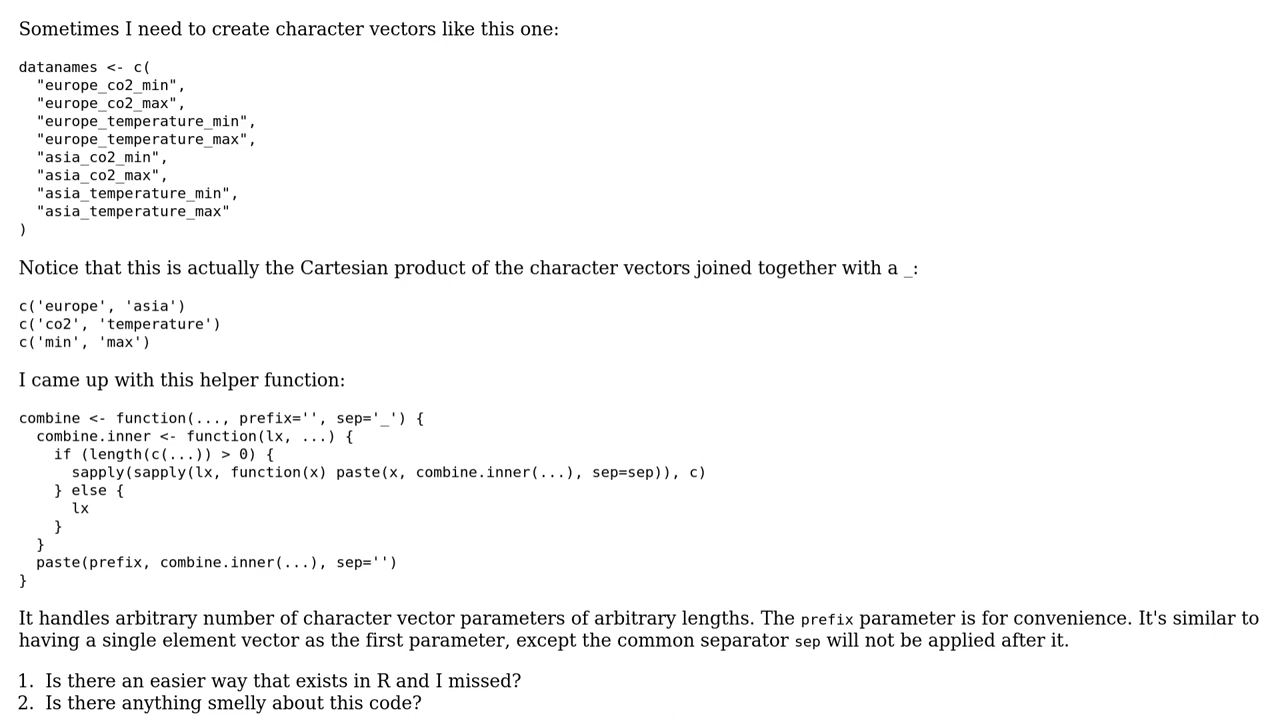 Sometimes I need to create character vectors like this one:
datanames <- c(
  "europe_co2_min",
  "europe_co2_max",
  "europe_temperature_min",
  "europe_temperature_max",
  "asia_co2_min",
  "asia_co2_max",
  "asia_temperature_min",
  "asia_temperature_max"
)
Notice that this is actually the Cartesian product of the character vectors joined together with a _:
c('europe', 'asia')
c('co2', 'temperature')
c('min', 'max')
I came up with this helper function:
combine <- function(..., prefix='', sep='_') {
  combine.inner <- function(lx, ...) {
    if (length(c(...)) > 0) {
      sapply(sapply(lx, function(x) paste(x, combine.inner(...), sep=sep)), c)
    } else {
      lx
    }
  }
  paste(prefix, combine.inner(...), sep='')
}
It handles arbitrary number of character vector parameters of arbitrary lengths. The prefix parameter is for convenience. It's similar to
having a single element vector as the first parameter, except the common separator sep will not be applied after it.
1. Is there an easier way that exists in R and I missed?
2. Is there anything smelly about this code?